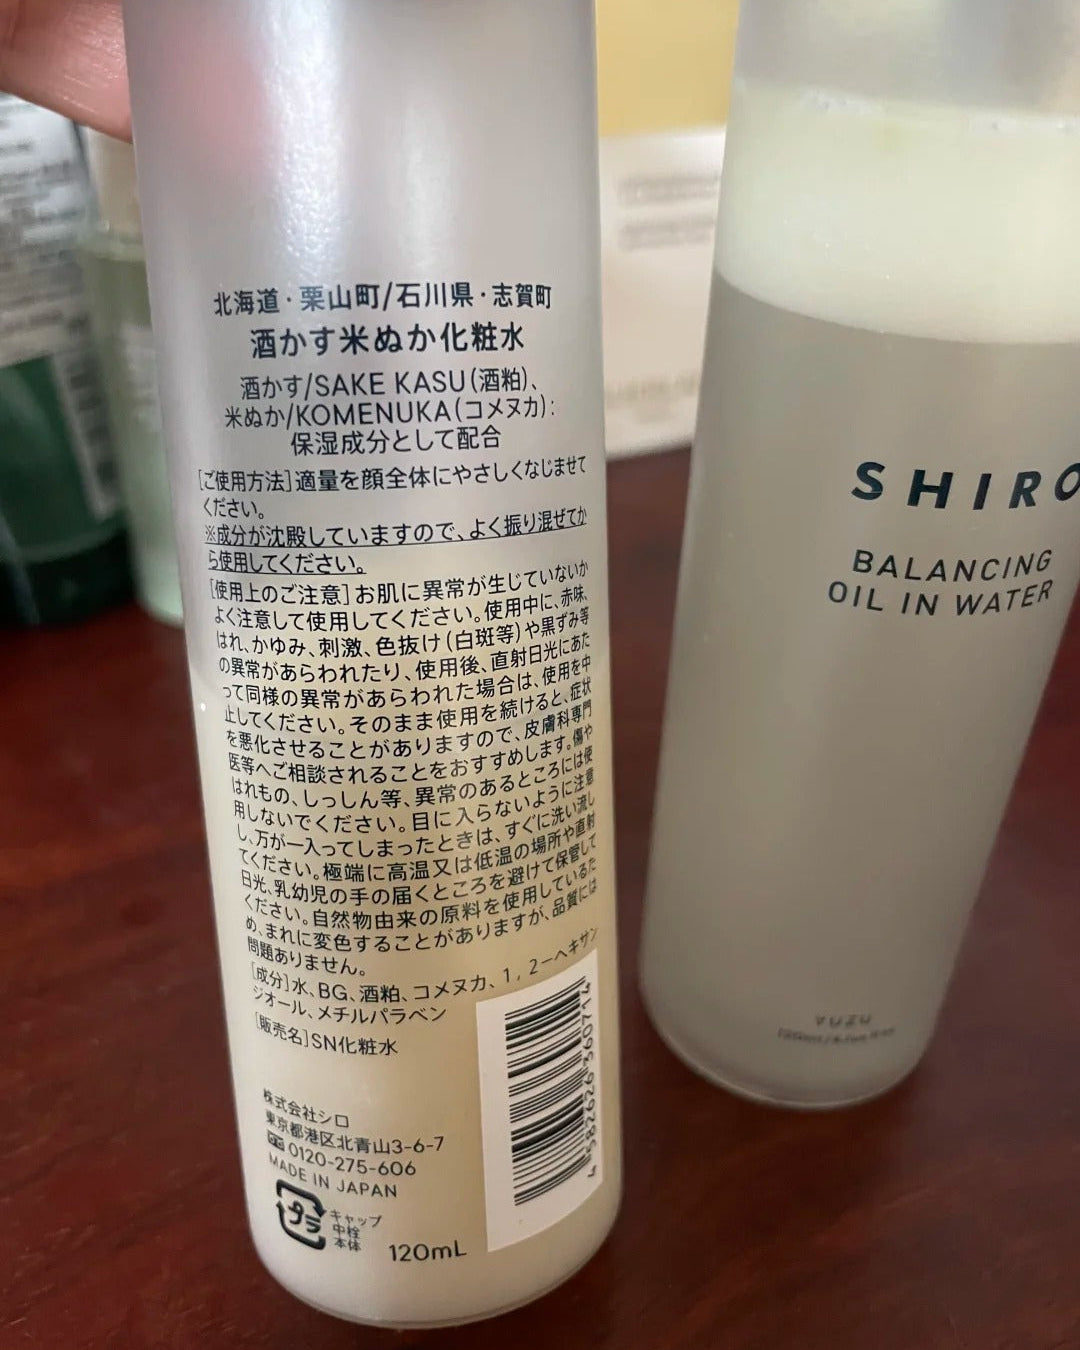 北海道・栗山町/石川県・志賀町
酒かす米ぬか化粧水
酒かす/SAKE KASU(酒粕)、
米ぬか/KOMENUKA(コメヌカ):
保湿成分として配合
[ご使用方法]適量を顔全体にやさしくなじませて
ください。
※成分が沈殿していますので、よく振り混ぜてか
ら使用してください。
[使用上のご注意]お肌に異常が生じていないか
よく注意して使用してください。使用中に、赤味、
はれ、かゆみ、刺激、色抜け(白斑等)や黒ずみ等
の異常があらわれたり、使用後、直射日光にあた
って同様の異常があらわれた場合は、使用を中
止してください。そのまま使用を続けると、症状
を悪化させることがありますので、皮膚科専門
医等へご相談されることをおすすめします。傷や
はれもの、しっしん等、異常のあるところには使
用しないでください。目に入らないように注意
し、万が一入ってしまったときは、すぐに洗い流し
てください。極端に高温又は低温の場所や直射
日光、乳幼児の手の届くところを避けて保管して
ください。自然物由来の原料を使用しているた
め、まれに変色することがありますが、品質には
問題ありません。
[成分]水、BG、酒粕、コメヌカ、1,2-ヘキサン
ジオール、メチルパラベン
[販売名]SN化粧水
株式会社シロ
東京都港区北青山3-6-7
0120-275-606
MADE IN JAPAN
プラ
キャップ
中栓
本体
120mL
4 582626 360714
SHIRO
BALANCING
OIL IN WATER
YUZU